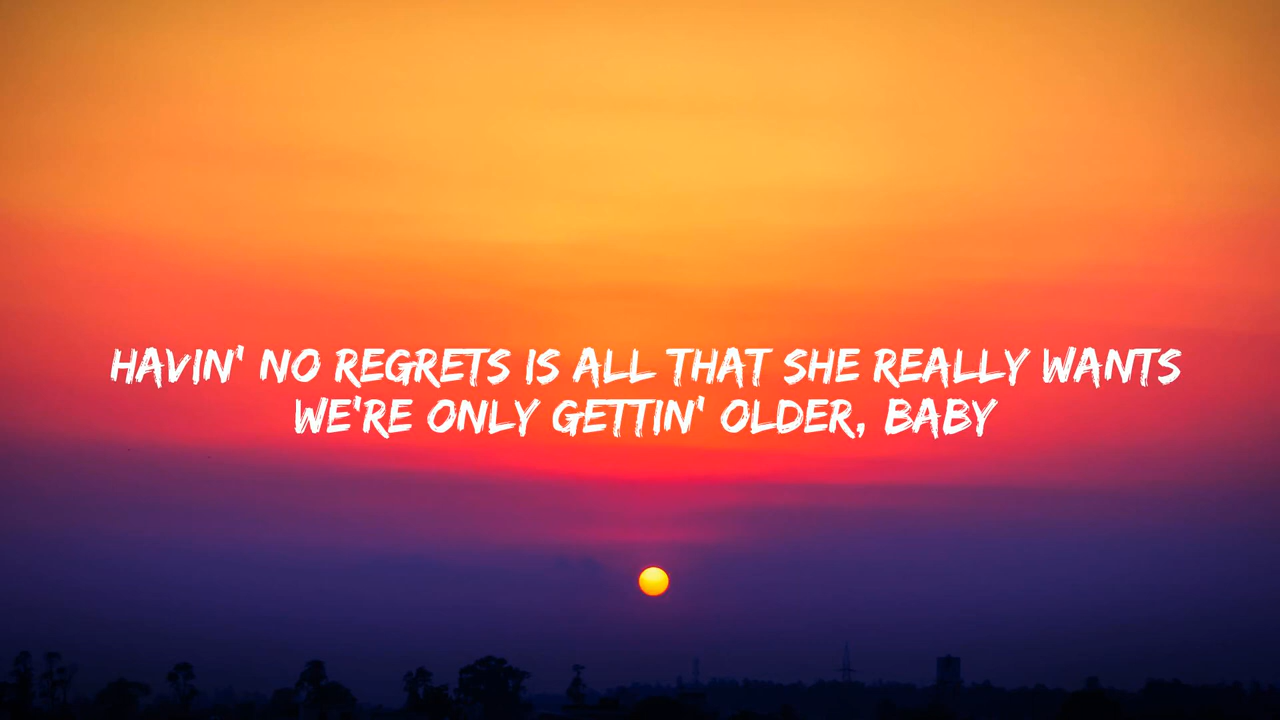 HAVIN' NO REGRETS IS ALL THAT SHE REALLY WANTS
WE'RE ONLY GETTIN' OLDER, BABY